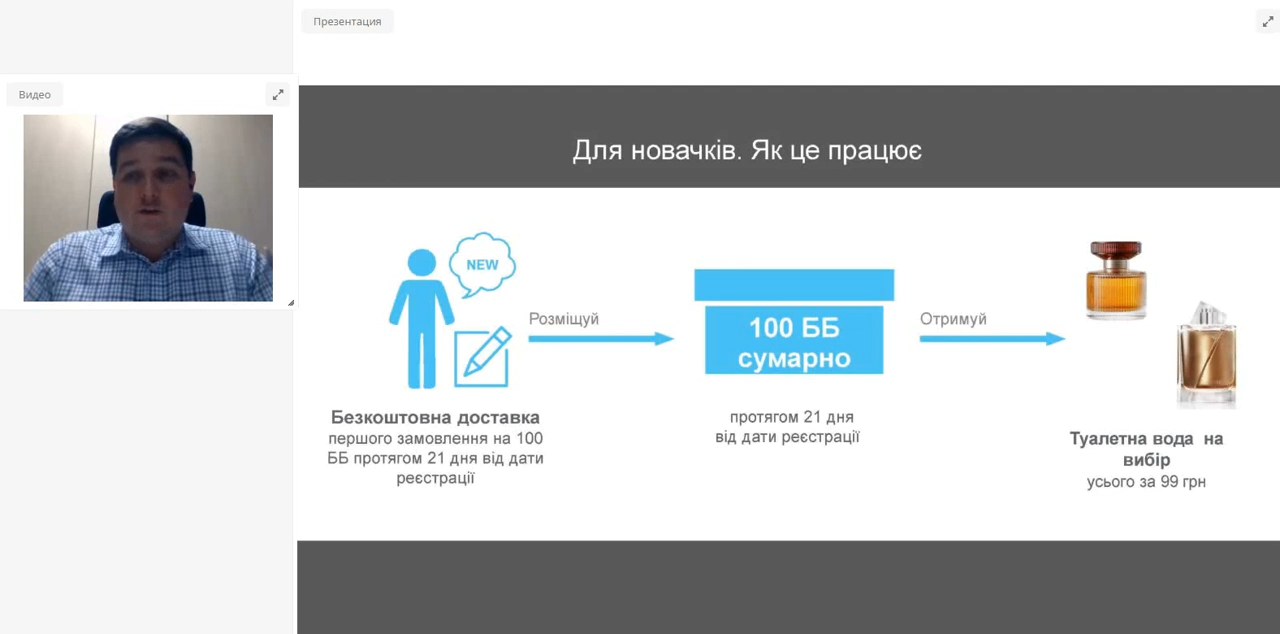 Презентация
Видео
Для новачків. Як це працює
NEW
Розміщуй
100 ББ
сумарно
Отримуй
Безкоштовна доставка
першого замовлення на 100
ББ протягом 21 дня від дати
реєстрації
протягом 21 дня
від дати реєстрації
Туалетна вода на
вибір
усього за 99 грн